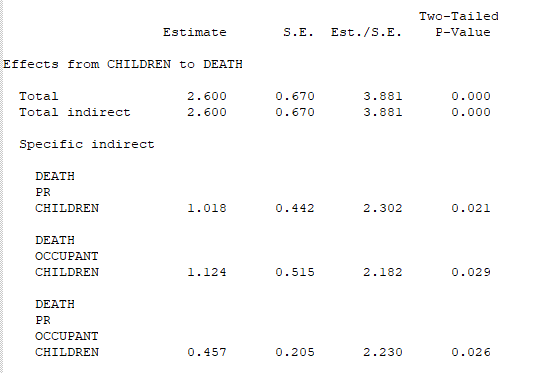 Two-Tailed
Estimate S.E. Est./S.E. P-Value
Effects from CHILDREN to DEATH
Total 2.600 0.670 3.881 0.000
Total indirect 2.600 0.670 3.881 0.000
Specific indirect
DEATH
PR
CHILDREN 1.018 0.442 2.302 0.021
DEATH
OCCUPANT
CHILDREN 1.124 0.515 2.182 0.029
DEATH
PR
OCCUPANT
CHILDREN 0.457 0.205 2.230 0.026